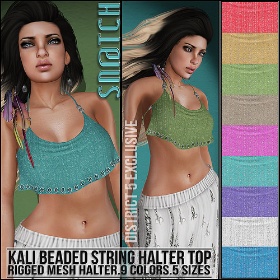 Snatch
DISTRICT 5 EXCLUSIVE
KALI BEADED STRING HALTER TOP
RIGGED MESH HALTER.9 COLORS.5 SIZES